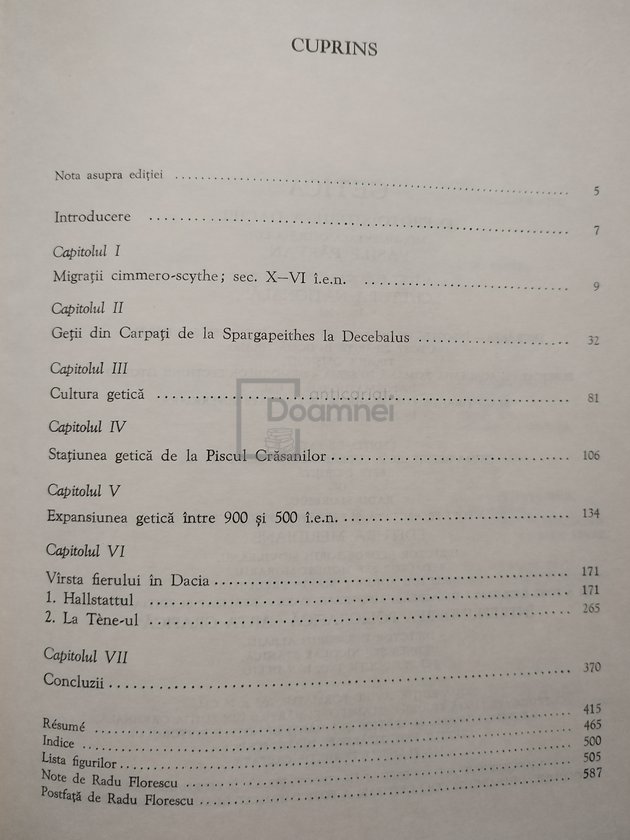 CUPRINS
Nota asupra ediției 5
Introducere 7
Capitolul I
Migrații cimmero-scythe; sec. X—VI î.e.n. 9
Capitolul II
Geții din Carpați de la Spargapeithes la Decebalus 32
Capitolul III
Cultura getică 81
anticariat
Doamnei
Capitolul IV
Stațiunea getică de la Piscul Crăsanilor 106
Capitolul V
Expansiunea getică între 900 și 500 î.e.n. 134
Capitolul VI
Vîrsta fierului în Dacia 171
1. Hallstattul 171
2. La Tène-ul 265
Capitolul VII
Concluzii 370
Résumé 415
Indice 465
Lista figurilor 500
Note de Radu Florescu 505
Postfață de Radu Florescu 587